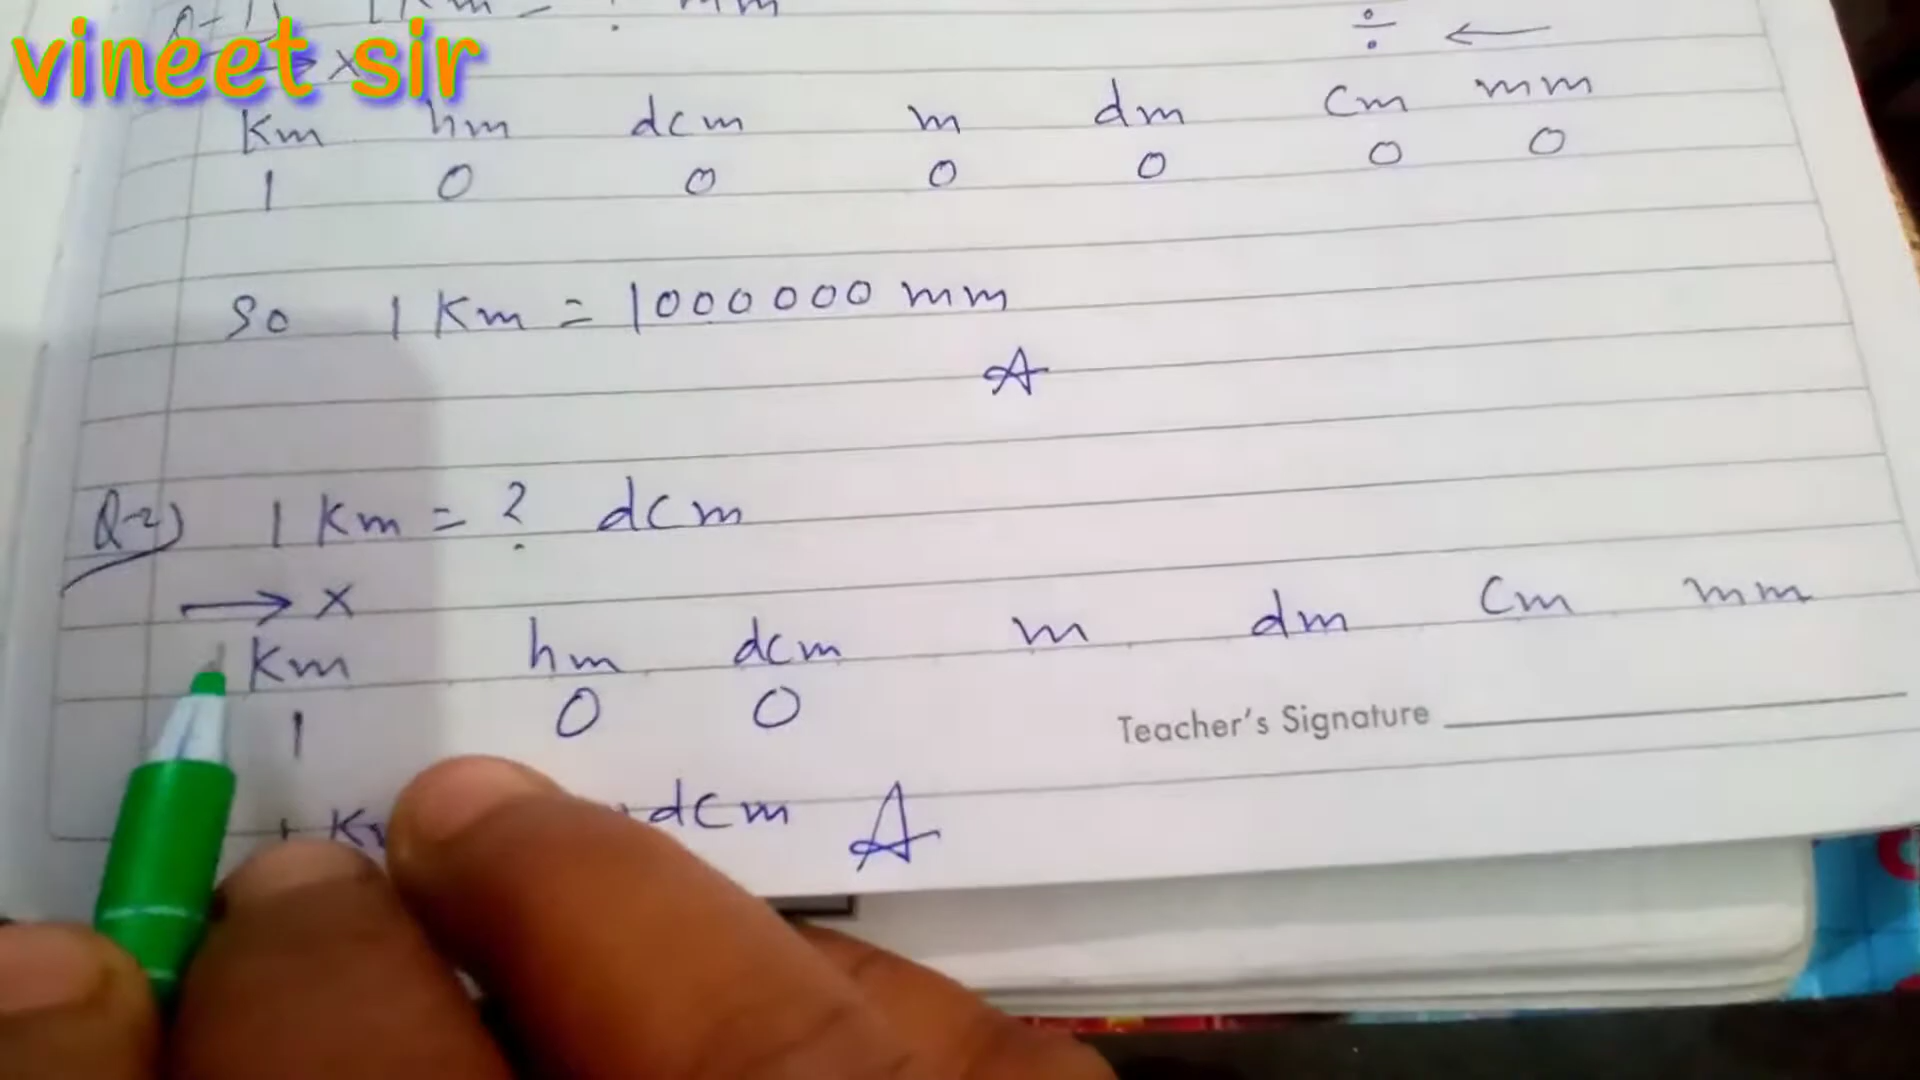 vineet sir
→ x
÷ ←
Km hm dcm m dm cm mm
1 0 0 0 0 0 0
So 1 Km = 1000000 mm
A
Q-2) 1 Km = ? dcm
→ x
Km hm dcm m dm cm mm
1 0 0
Teacher's Signature
dcm A